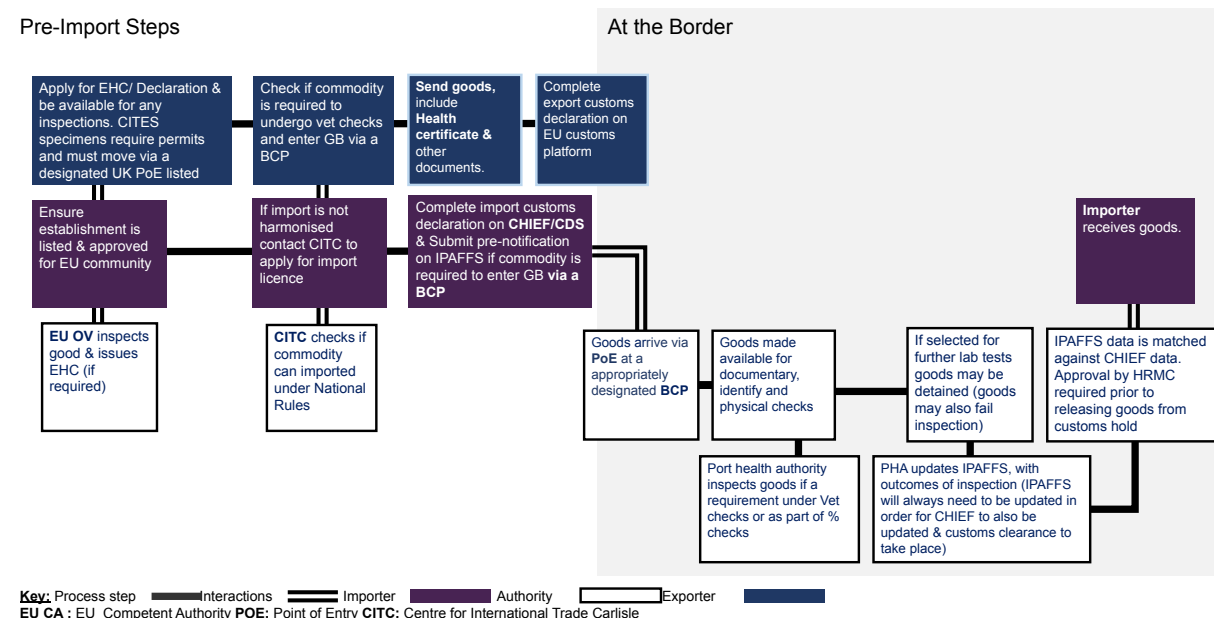 Pre-Import Steps
At the Border
Apply for EHC/ Declaration &
be available for any
inspections. CITES
specimens require permits
and must move via a
designated UK PoE listed
Check if commodity
is required to
undergo vet checks
and enter GB via a
BCP
Send goods,
include
Health
certificate &
other
documents.
Complete
export customs
declaration on
EU customs
platform
Ensure
establishment is
listed & approved
for EU community
If import is not
harmonised
contact CITC to
apply for import
licence
Complete import customs
declaration on CHIEF/CDS
& Submit pre-notification
on IPAFFS if commodity is
required to enter GB via a
BCP
Importer
receives goods.
EU OV inspects
good & issues
EHC (if
required)
CITC checks if
commodity
can imported
under National
Rules
Goods arrive via
PoE at a
appropriately
designated BCP
Goods made
available for
documentary,
identify and
physical checks
If selected for
further lab tests
goods may be
detained (goods
may also fail
inspection)
IPAFFS data is matched
against CHIEF data.
Approval by HRMC
required prior to
releasing goods from
customs hold
Port health authority
inspects goods if a
requirement under Vet
checks or as part of %
checks
PHA updates IPAFFS, with
outcomes of inspection (IPAFFS
will always need to be updated in
order for CHIEF to also be
updated & customs clearance to
take place)
Key: Process step Interactions Importer Authority Exporter
EU CA : EU Competent Authority POE: Point of Entry CITC: Centre for International Trade Carlisle